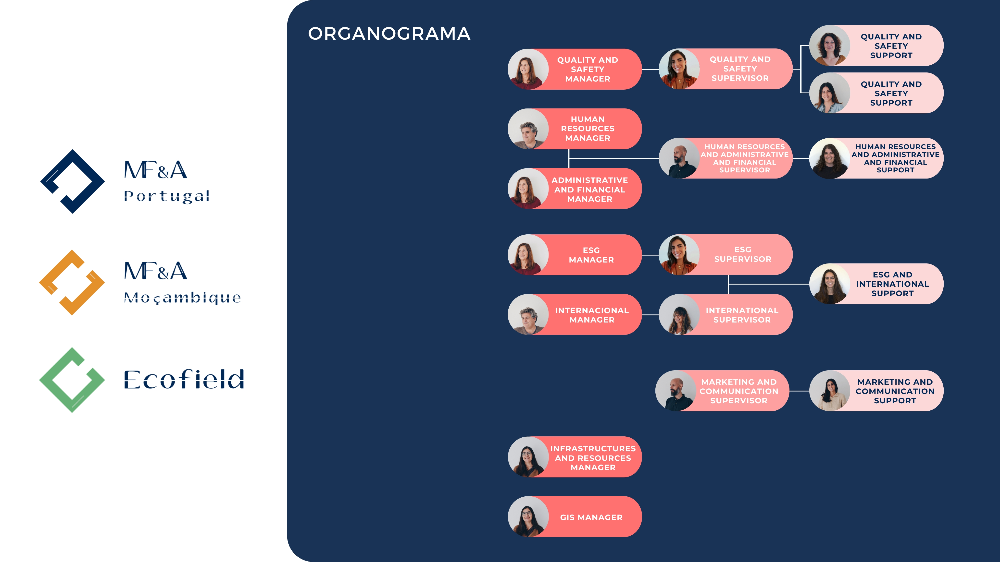 MF&A
Portugal
MF&A
Moçambique
Ecofield
ORGANOGRAMA
QUALITY AND
SAFETY
MANAGER
QUALITY AND
SAFETY
SUPERVISOR
QUALITY AND
SAFETY
SUPPORT
QUALITY AND
SAFETY
SUPPORT
HUMAN
RESOURCES
MANAGER
ADMINISTRATIVE
AND FINANCIAL
MANAGER
HUMAN RESOURCES
AND ADMINISTRATIVE
AND FINANCIAL
SUPERVISOR
HUMAN RESOURCES
AND ADMINISTRATIVE
AND FINANCIAL
SUPPORT
ESG
MANAGER
ESG
SUPERVISOR
INTERNACIONAL
MANAGER
INTERNATIONAL
SUPERVISOR
ESG AND
INTERNATIONAL
SUPPORT
MARKETING AND
COMMUNICATION
SUPERVISOR
MARKETING AND
COMMUNICATION
SUPPORT
INFRASTRUCTURES
AND RESOURCES
MANAGER
GIS MANAGER